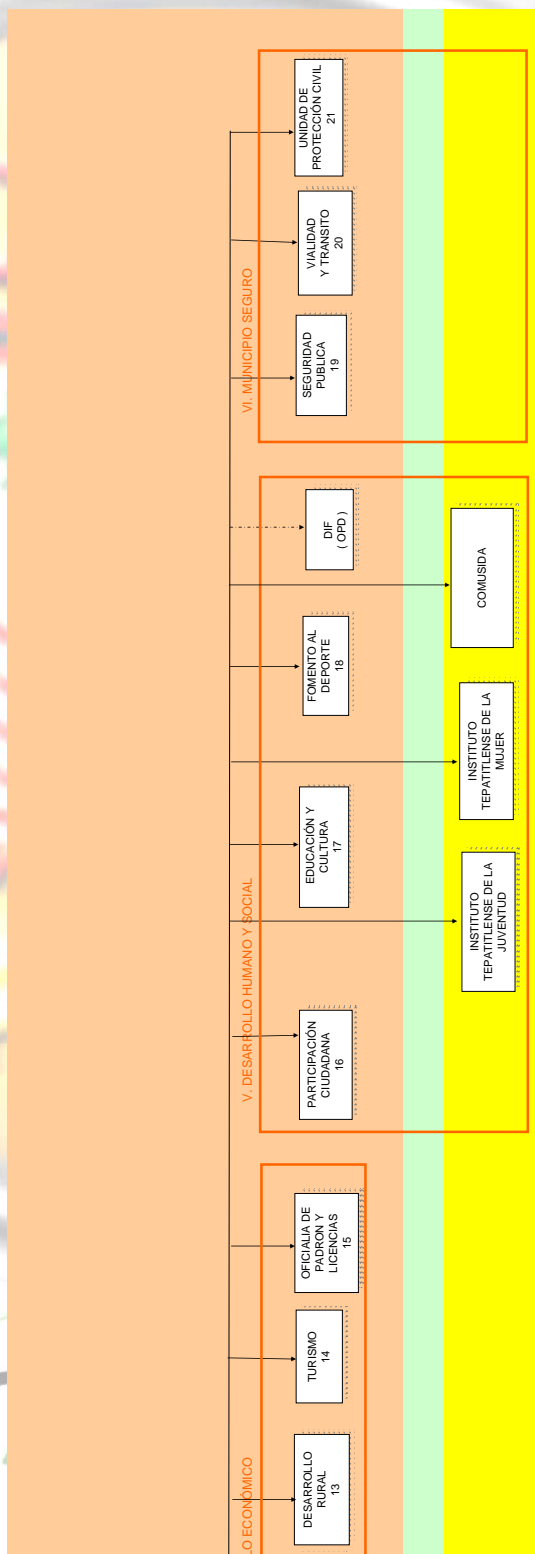 LO ECONÓMICO
DESARROLLO
RURAL
13
TURISMO
14
OFICIALIA DE
PADRON Y
LICENCIAS
15
V. DESARROLLO HUMANO Y SOCIAL
PARTICIPACIÓN
CIUDADANA
16
EDUCACIÓN Y
CULTURA
17
FOMENTO AL
DEPORTE
18
DIF
( OPD )
INSTITUTO
TEPATITLENSE DE LA
JUVENTUD
INSTITUTO
TEPATITLENSE DE LA
MUJER
COMUSIDA
VI. MUNICIPIO SEGURO
SEGURIDAD
PUBLICA
19
VIALIDAD
Y TRANSITO
20
UNIDAD DE
PROTECCIÓN CIVIL
21